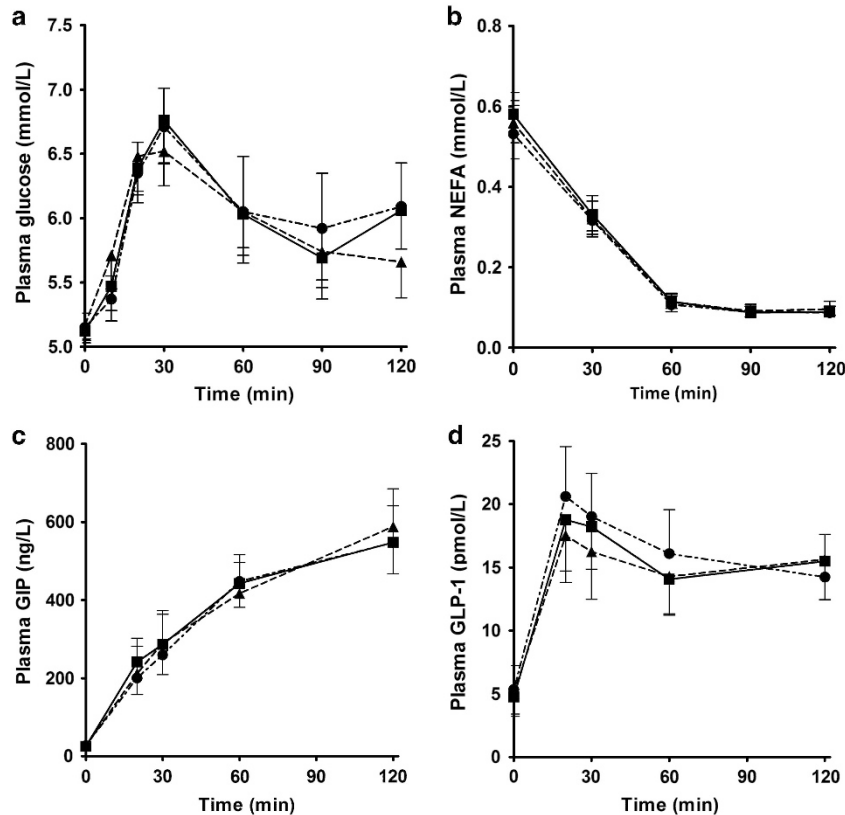 a
Plasma glucose (mmol/L)
7.5
7.0
6.5
6.0
5.5
5.0
0 30 60 90 120
Time (min)
b
Plasma NEFA (mmol/L)
0.8
0.6
0.4
0.2
0.0
0 30 60 90 120
Time (min)
c
Plasma GIP (ng/L)
800
600
400
200
0
0 30 60 90 120
Time (min)
d
Plasma GLP-1 (pmol/L)
25
20
15
10
5
0
0 30 60 90 120
Time (min)